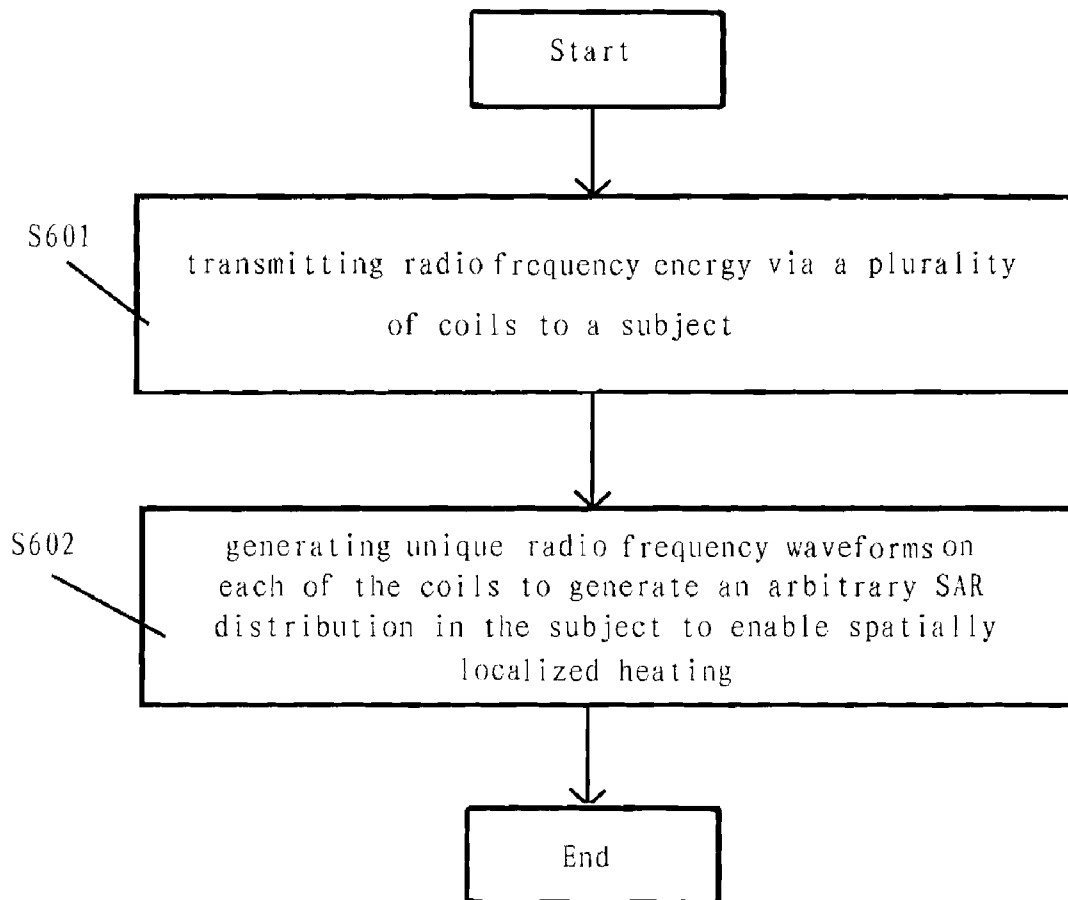 Start
S601
transmitting radio frequency energy via a plurality
of coils to a subject
S602
generating unique radio frequency waveforms on
each of the coils to generate an arbitrary SAR
distribution in the subject to enable spatially
localized heating
End